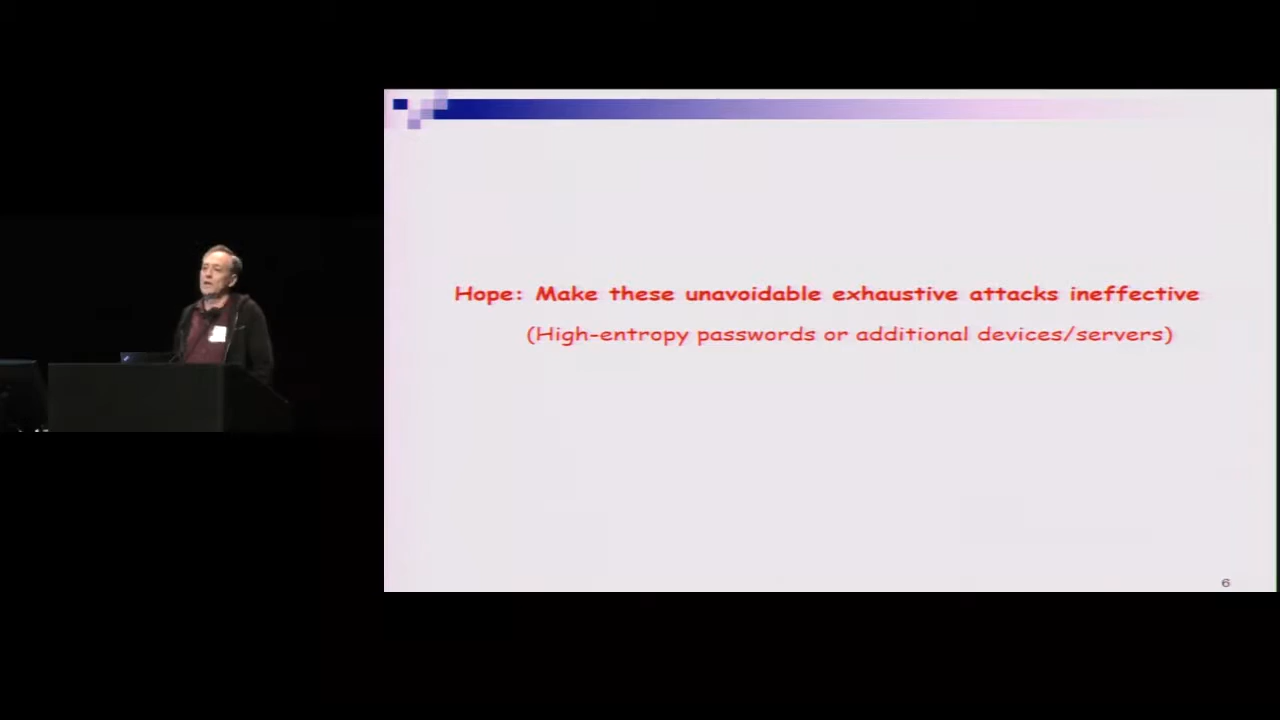 Hope: Make these unavoidable exhaustive attacks ineffective
(High-entropy passwords or additional devices/servers)
6